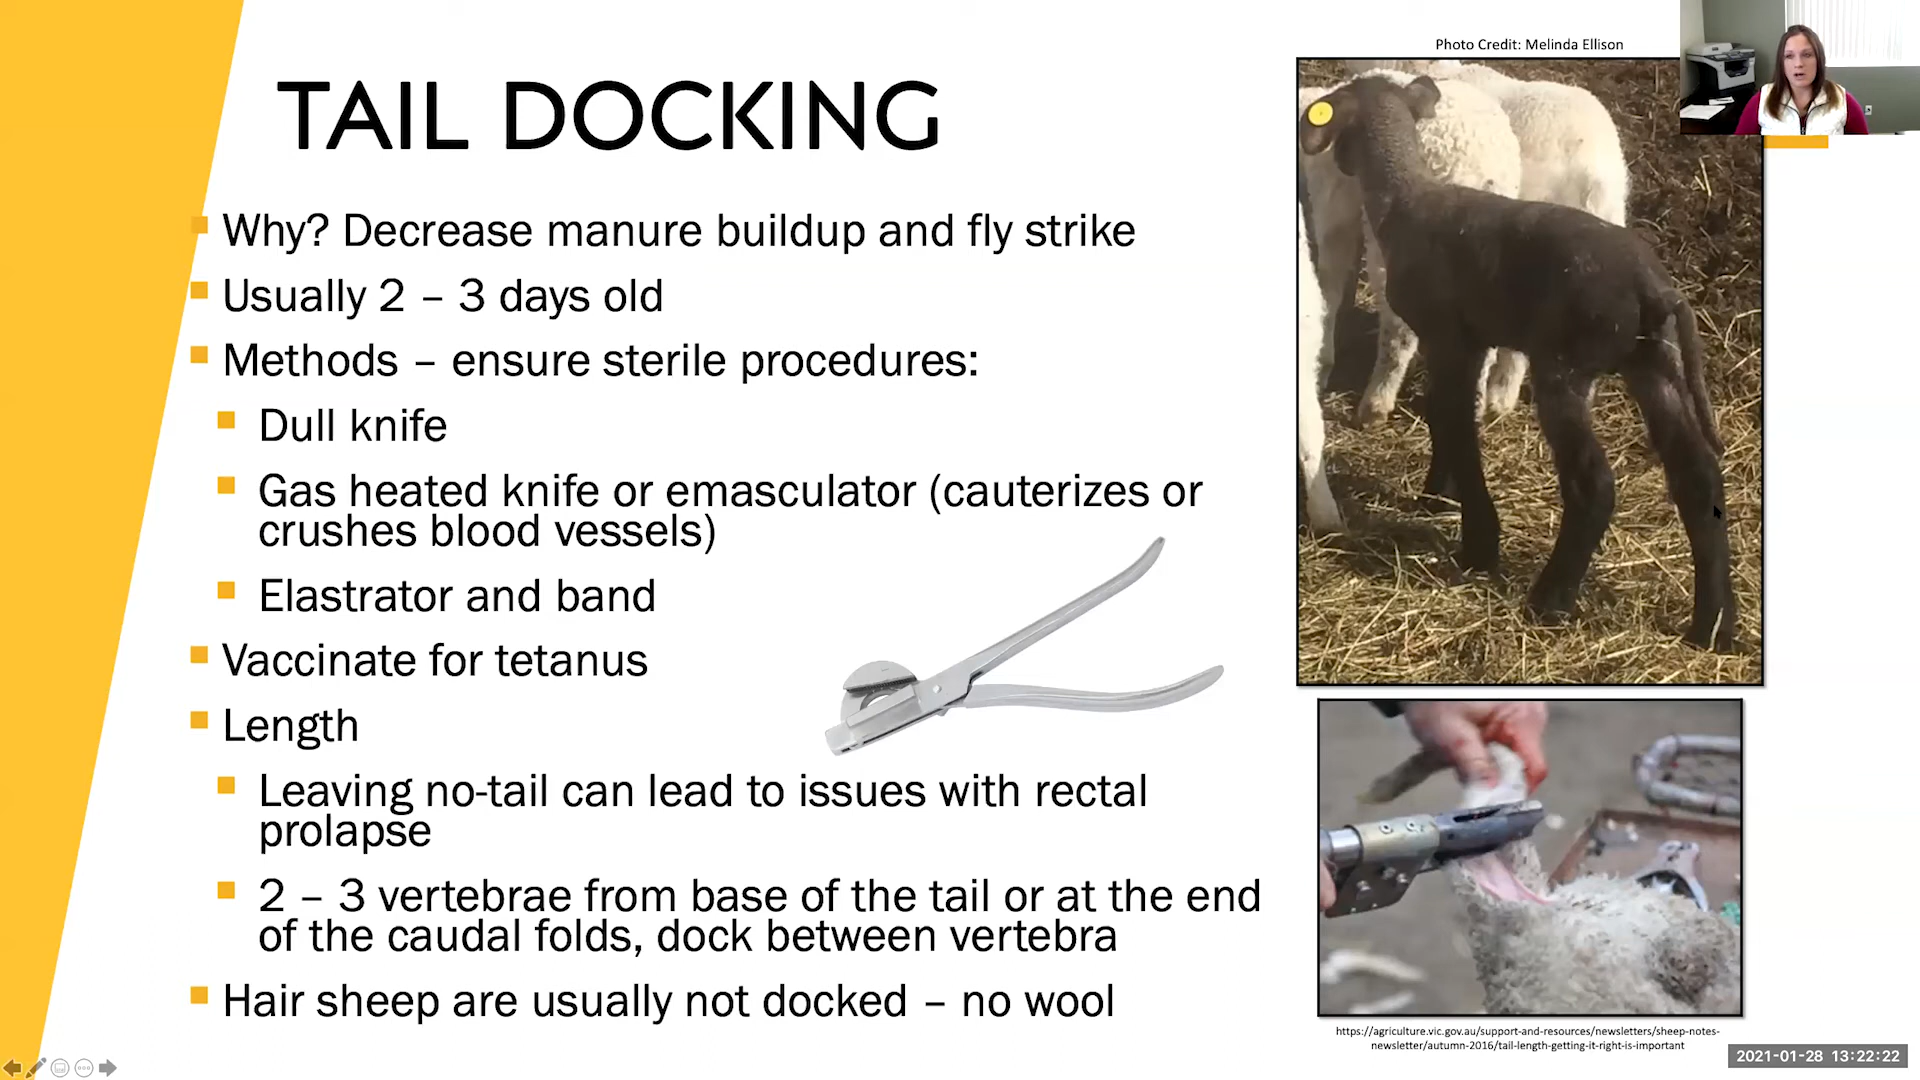 Photo Credit: Melinda Ellison
TAIL DOCKING
Why? Decrease manure buildup and fly strike
Usually 2 – 3 days old
Methods – ensure sterile procedures:
Dull knife
Gas heated knife or emasculator (cauterizes or
crushes blood vessels)
Elastrator and band
Vaccinate for tetanus
Length
Leaving no-tail can lead to issues with rectal
prolapse
2 – 3 vertebrae from base of the tail or at the end
of the caudal folds, dock between vertebra
Hair sheep are usually not docked – no wool
https://agriculture.vic.gov.au/support-and-resources/newsletters/sheep-notes-
newsletter/autumn-2016/tail-length-getting-it-right-is-important
2021-01-28 13:22:22